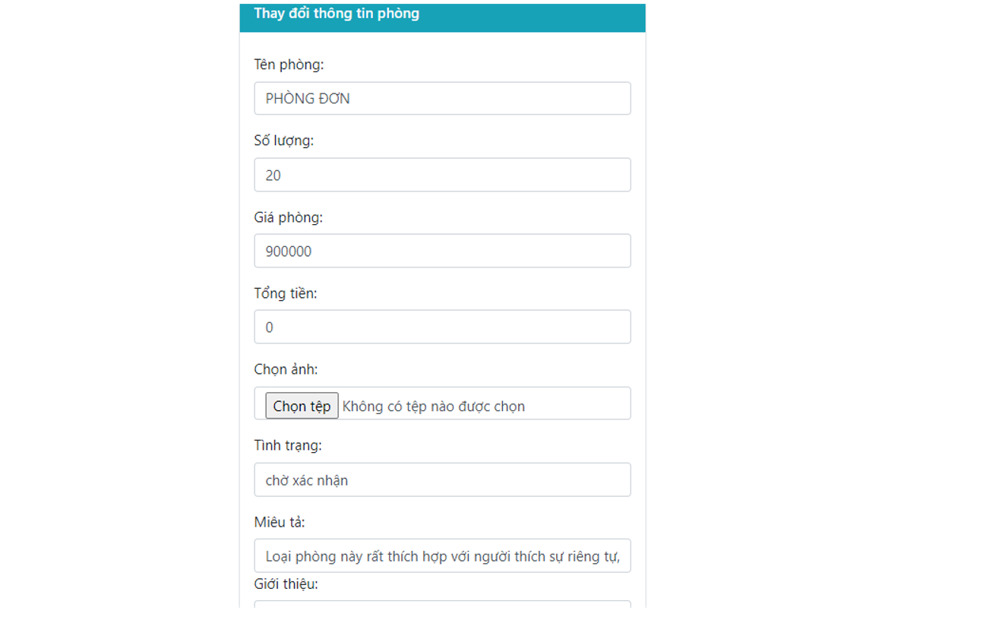 Thay đổi thông tin phòng
Tên phòng:
PHÒNG ĐƠN
Số lượng:
20
Giá phòng:
900000
Tổng tiền:
0
Chọn ảnh:
Chọn tệp Không có tệp nào được chọn
Tình trạng:
chờ xác nhận
Miêu tả:
Loại phòng này rất thích hợp với người thích sự riêng tự,
Giới thiệu: